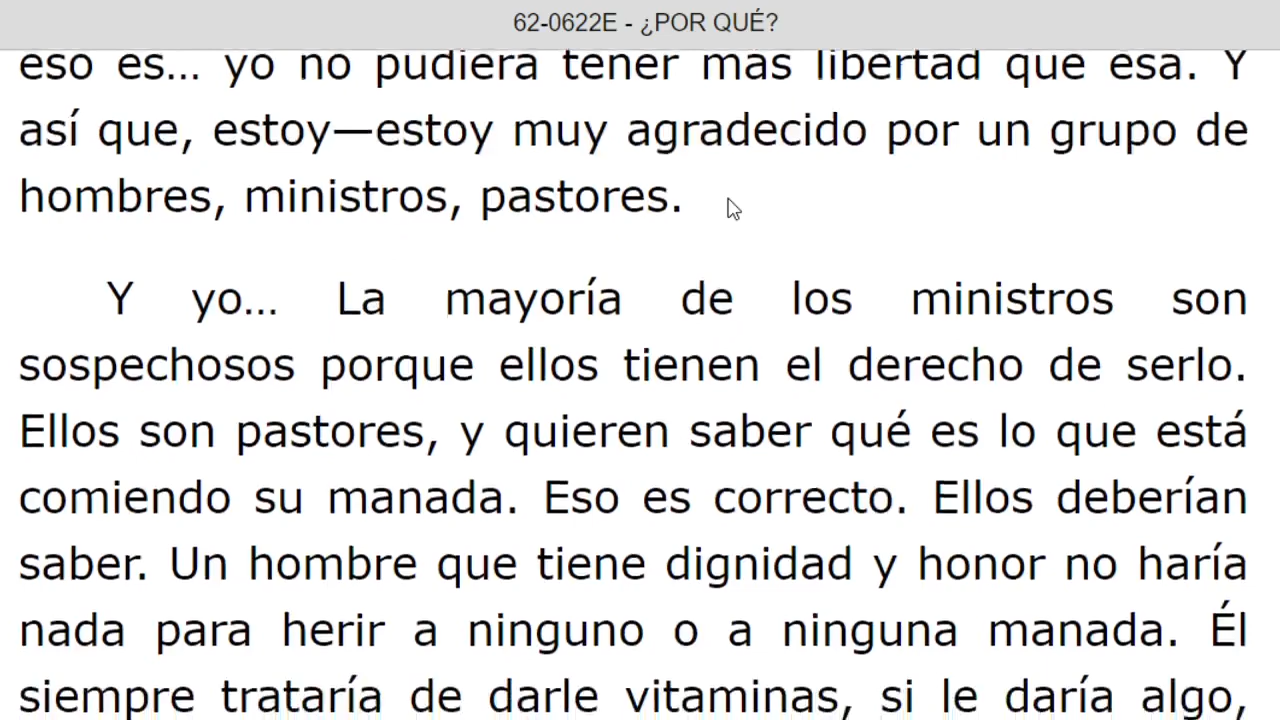 62-0622E - ¿POR QUÉ?
eso es… yo no pudiera tener más libertad que esa. Y
así que, estoy—estoy muy agradecido por un grupo de
hombres, ministros, pastores.
Y yo… La mayoría de los ministros son
sospechosos porque ellos tienen el derecho de serlo.
Ellos son pastores, y quieren saber qué es lo que está
comiendo su manada. Eso es correcto. Ellos deberían
saber. Un hombre que tiene dignidad y honor no haría
nada para herir a ninguno o a ninguna manada. Él
siempre trataría de darle vitaminas, si le daría algo,